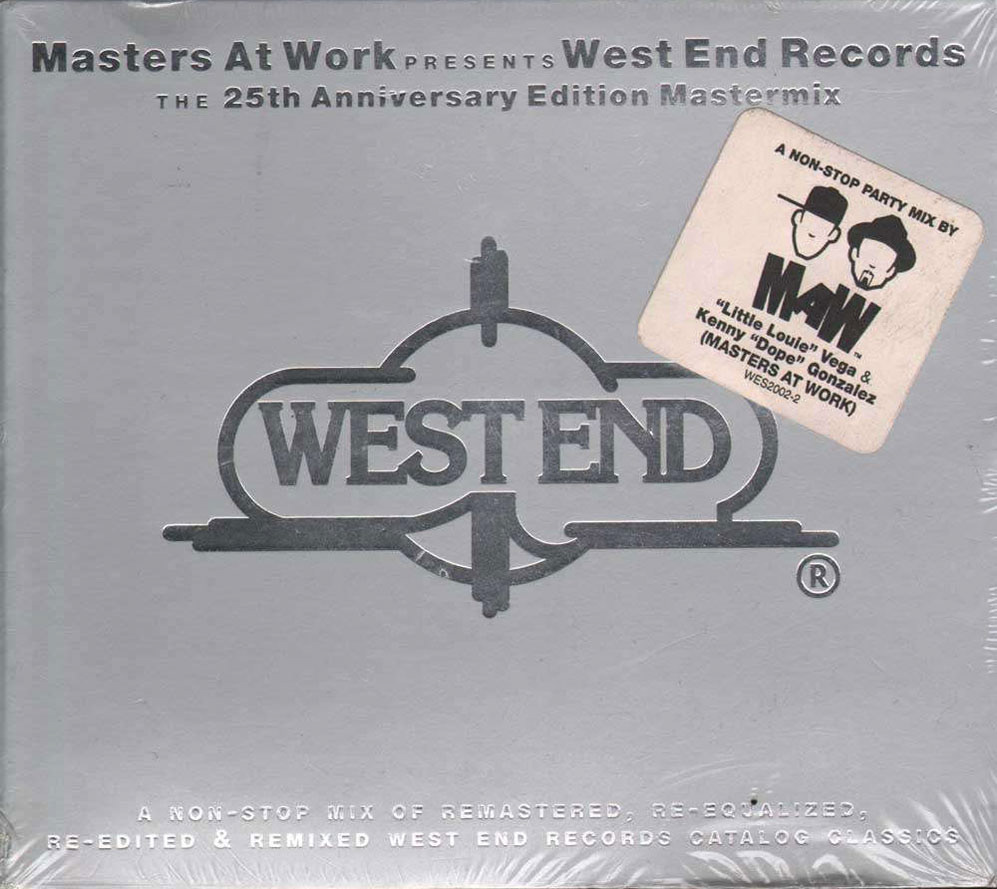 Masters At Work PRESENTS West End Records
THE 25th Anniversary Edition Mastermix
A NON-STOP PARTY MIX BY
MAW™
"Little Louie" Vega &
Kenny "Dope" Gonzalez
(MASTERS AT WORK)
WES2002-2
WEST END
®
A NON-STOP MIX OF REMASTERED, RE-EQUALIZED,
RE-EDITED & REMIXED WEST END RECORDS CATALOG CLASSICS